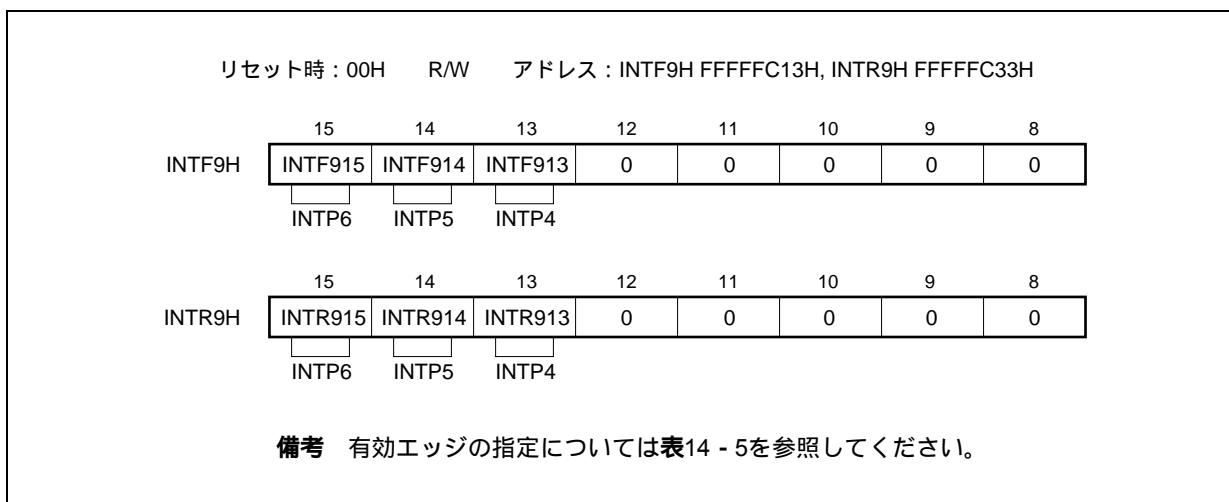 リセット時：00H　　R/W　　アドレス：INTF9H FFFFFC13H, INTR9H FFFFFC33H
15 14 13 12 11 10 9 8
INTF9H INTF915 INTF914 INTF913 0 0 0 0 0
INTP6 INTP5 INTP4
15 14 13 12 11 10 9 8
INTR9H INTR915 INTR914 INTR913 0 0 0 0 0
INTP6 INTP5 INTP4
備考　有効エッジの指定については表14 - 5を参照してください。